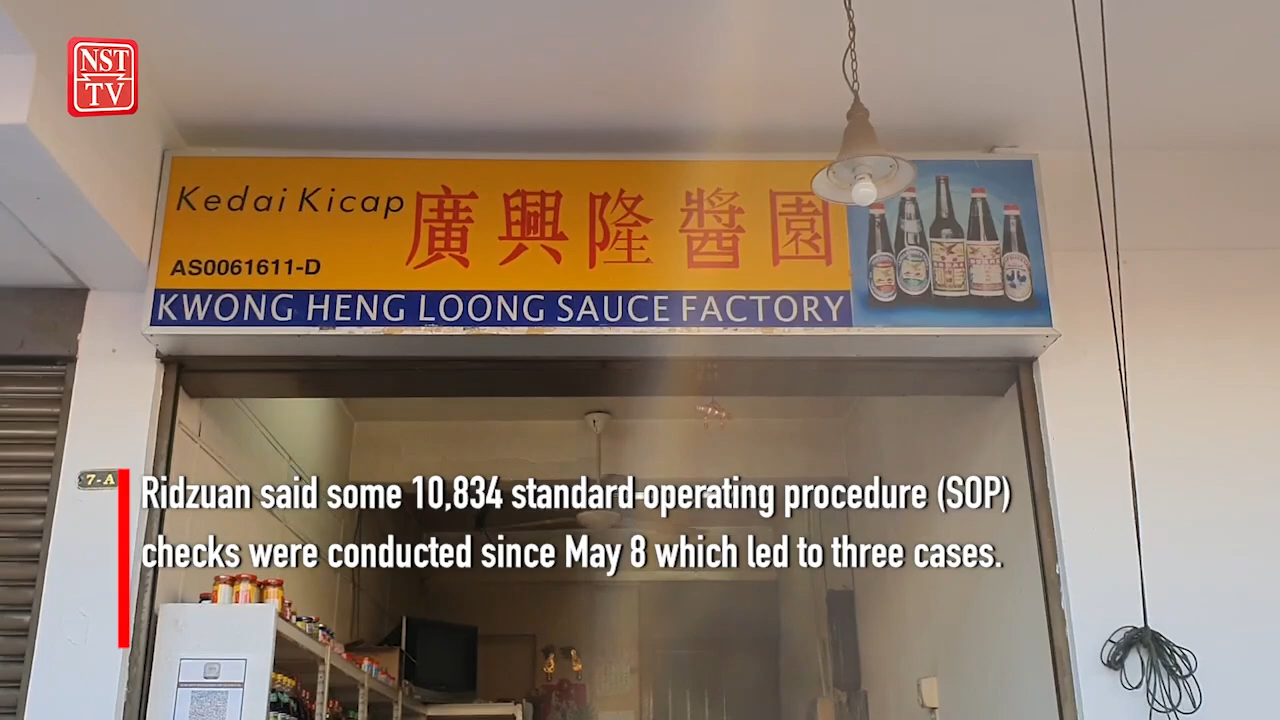 NST
TV
Kedai Kicap
廣興隆醬園
AS0061611-D
KWONG HENG LOONG SAUCE FACTORY
7-A
Ridzuan said some 10,834 standard-operating procedure (SOP)
checks were conducted since May 8 which led to three cases.